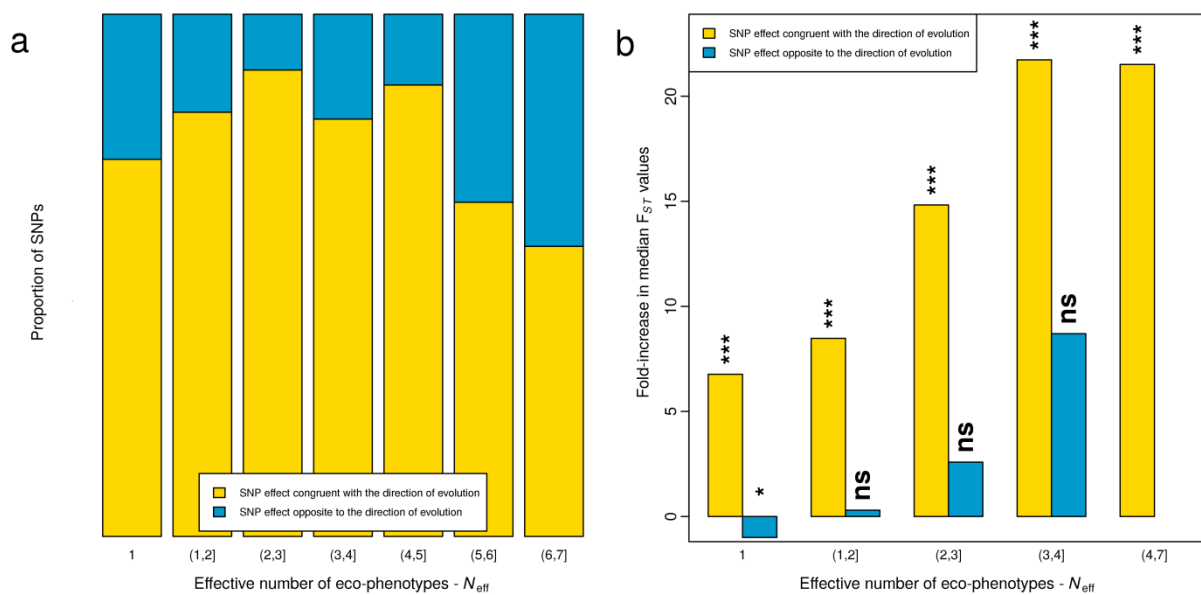 a
Proportion of SNPs
SNP effect congruent with the direction of evolution
SNP effect opposite to the direction of evolution
1 (1,2] (2,3] (3,4] (4,5] (5,6] (6,7]
Effective number of eco-phenotypes - Neff
b
SNP effect congruent with the direction of evolution
SNP effect opposite to the direction of evolution
Fold-increase in median FST values
20
15
10
5
0
***
*
***
ns
***
ns
***
ns
***
1 (1,2] (2,3] (3,4] (4,7]
Effective number of eco-phenotypes - Neff